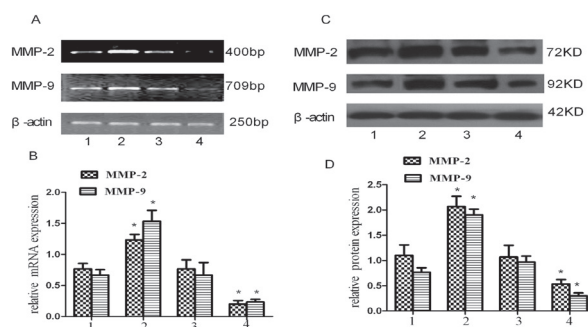 A
MMP-2
400bp
MMP-9
709bp
β -actin
250bp
1 2 3 4
B
MMP-2
MMP-9
relative mRNA expression
2.0
1.5
1.0
0.5
0.0
* *
* *
1 2 3 4
C
MMP-2
72KD
MMP-9
92KD
β -actin
42KD
1 2 3 4
D
MMP-2
MMP-9
relative protein expression
2.5
2.0
1.5
1.0
0.5
0.0
* *
* *
1 2 3 4